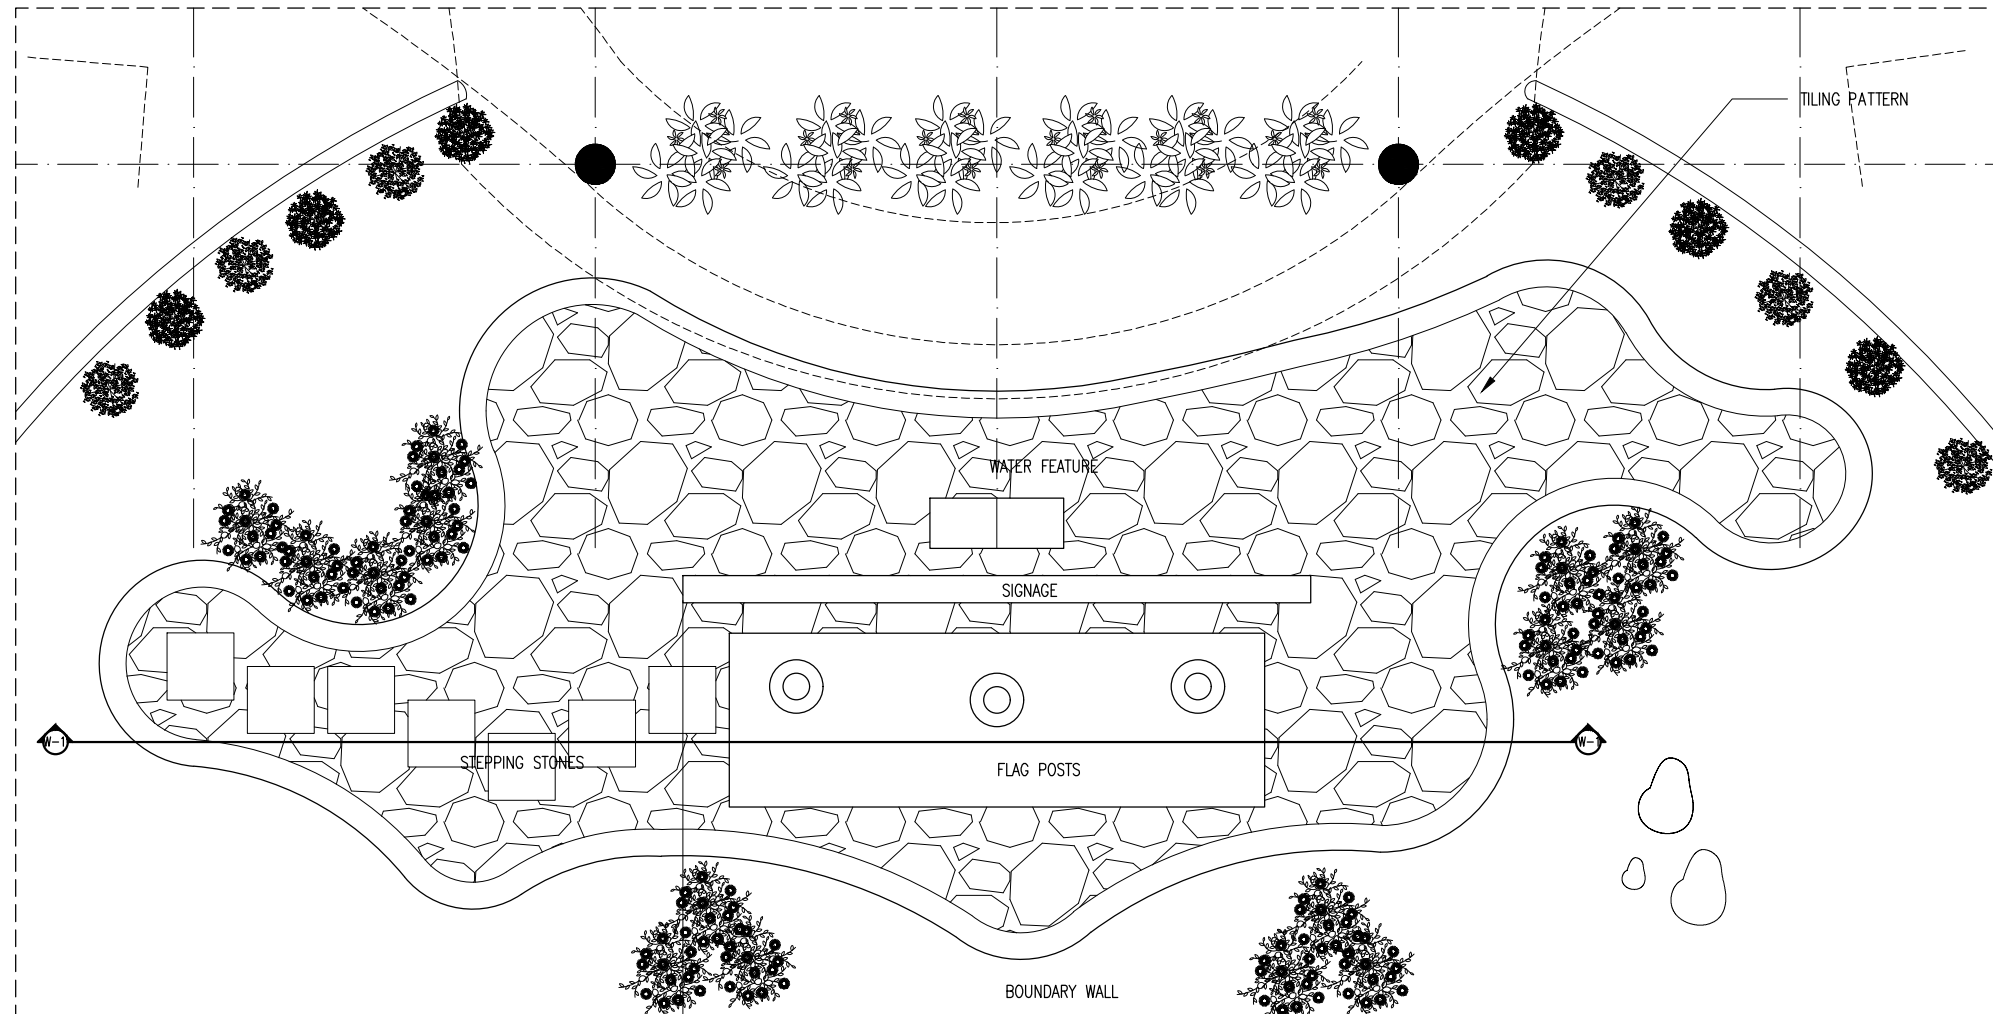 TILING PATTERN
WATER FEATURE
SIGNAGE
W-1
W-1
STEPPING STONES
FLAG POSTS
BOUNDARY WALL